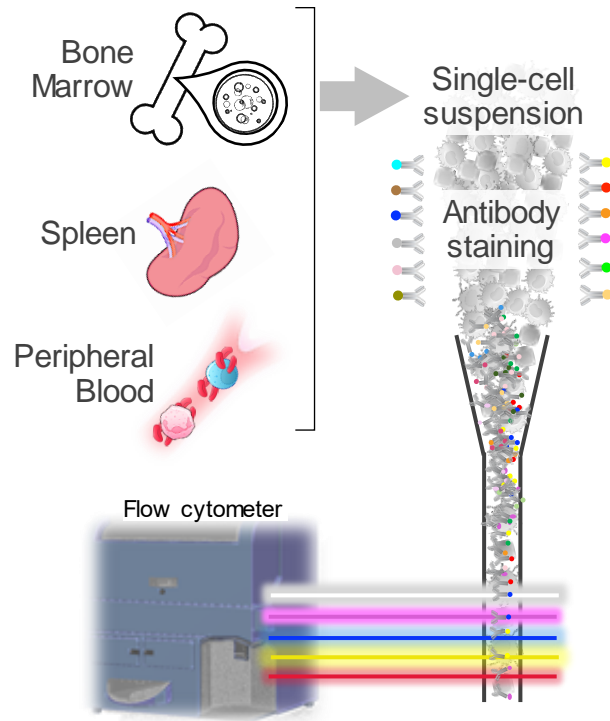 Bone
Marrow
Single-cell
suspension
Spleen
Antibody
staining
Peripheral
Blood
Flow cytometer